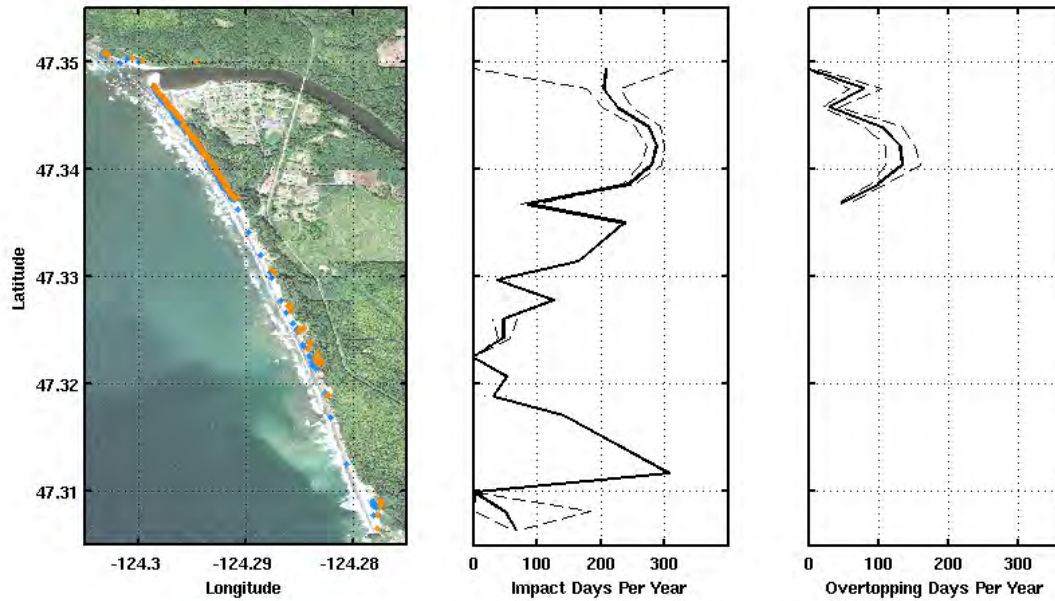 47.35
47.34
47.33
47.32
47.31
Latitude
-124.3 -124.29 -124.28
Longitude
0 100 200 300
Impact Days Per Year
0 100 200 300
Overtopping Days Per Year